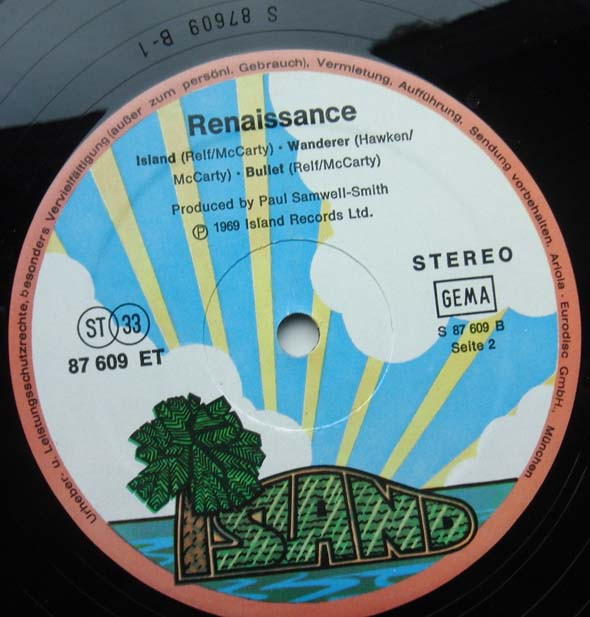 S 87609 B-1
Urheber- u. Leistungsschutzrechte, besonders Vervielfältigung (außer zum persönl. Gebrauch), Vermietung, Aufführung, Sendung vorbehalten. Ariola - Eurodisc GmbH., München
Renaissance
Island (Relf/McCarty) · Wanderer (Hawken/
McCarty) · Bullet (Relf/McCarty)
Produced by Paul Samwell-Smith
℗ 1969 Island Records Ltd.
STEREO
GEMA
S 87 609 B
Seite 2
ST 33
87 609 ET
ISLAND